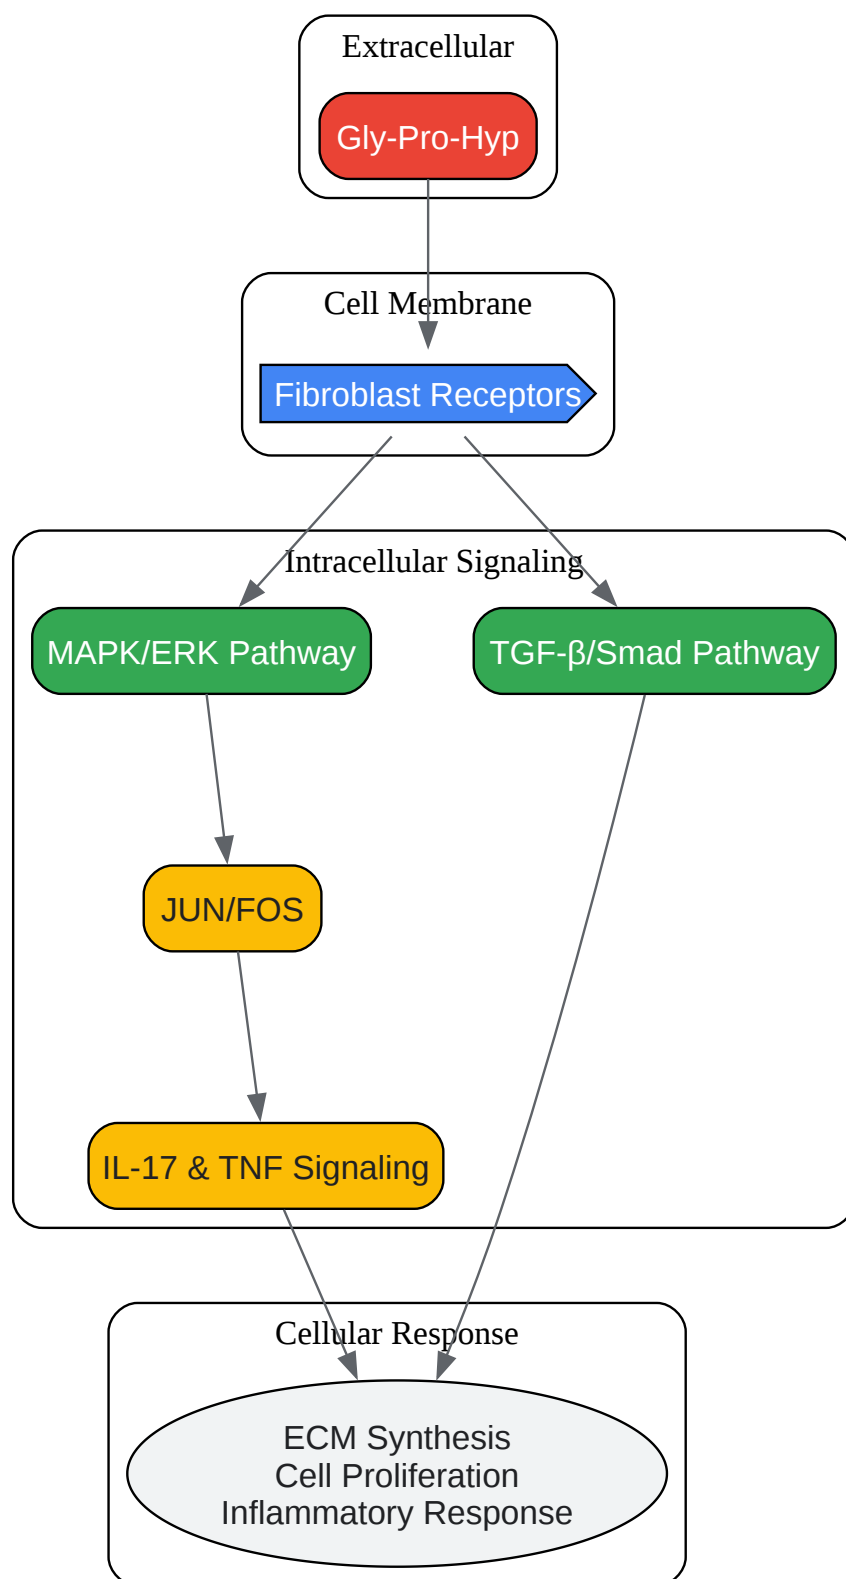 Extracellular
Gly-Pro-Hyp
Cell Membrane
Fibroblast Receptors
Intracellular Signaling
MAPK/ERK Pathway
TGF-β/Smad Pathway
JUN/FOS
IL-17 & TNF Signaling
Cellular Response
ECM Synthesis
Cell Proliferation
Inflammatory Response